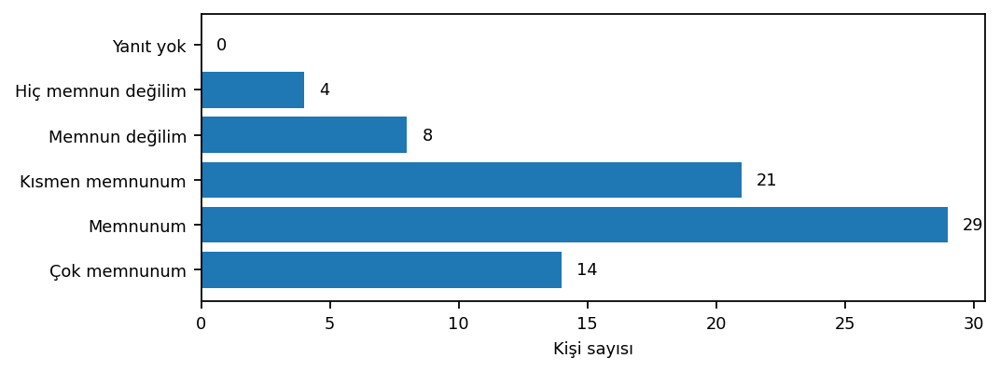 Yanıt yok 0
Hiç memnun değilim 4
Memnun değilim 8
Kısmen memnunum 21
Memnunum 29
Çok memnunum 14
0 5 10 15 20 25 30
Kişi sayısı